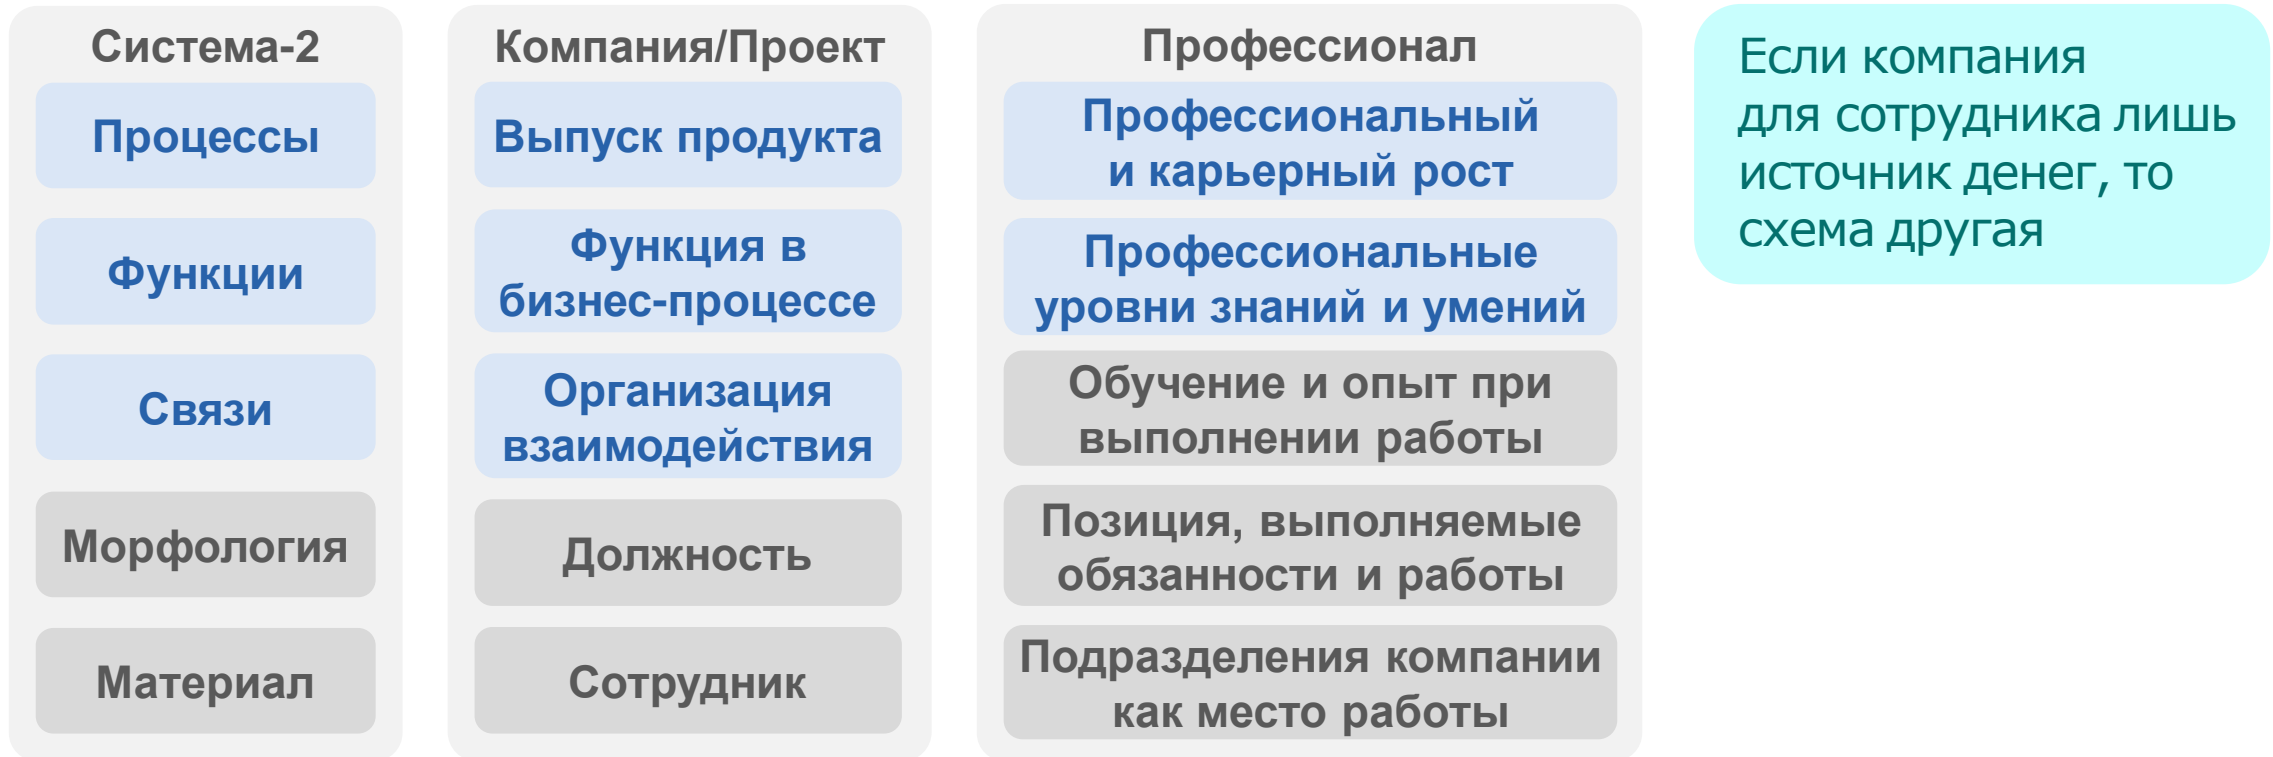 Система-2
Процессы
Функции
Связи
Морфология
Материал
Компания/Проект
Выпуск продукта
Функция в
бизнес-процессе
Организация
взаимодействия
Должность
Сотрудник
Профессионал
Профессиональный
и карьерный рост
Профессиональные
уровни знаний и умений
Обучение и опыт при
выполнении работы
Позиция, выполняемые
обязанности и работы
Подразделения компании
как место работы
Если компания
для сотрудника лишь
источник денег, то
схема другая